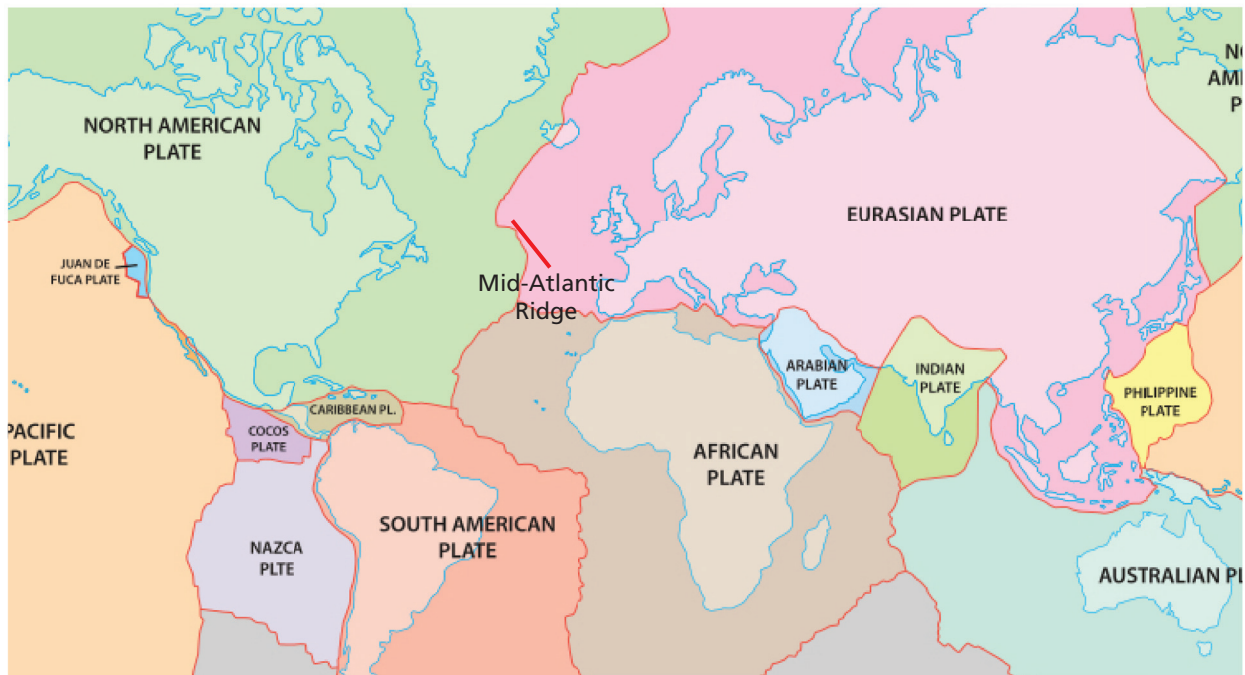 NORTH AMERICAN
PLATE
EURASIAN PLATE
JUAN DE
FUCA PLATE
Mid-Atlantic
Ridge
ARABIAN
PLATE
INDIAN
PLATE
PHILIPPINE
PLATE
CARIBBEAN PL.
COCOS
PLATE
PACIFIC
PLATE
AFRICAN
PLATE
SOUTH AMERICAN
PLATE
NAZCA
PLTE
AUSTRALIAN PL
N
AM
P